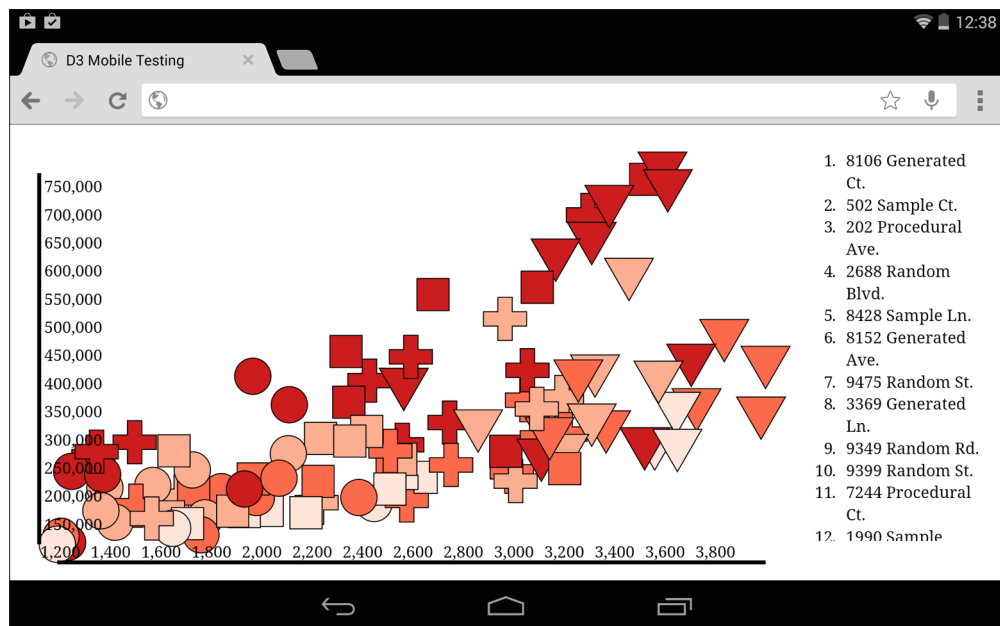 12:38
D3 Mobile Testing
750,000
700,000
650,000
600,000
550,000
500,000
450,000
400,000
350,000
300,000
250,000
200,000
150,000
1,200 1,400 1,600 1,800 2,000 2,200 2,400 2,600 2,800 3,000 3,200 3,400 3,600 3,800
1. 8106 Generated
Ct.
2. 502 Sample Ct.
3. 202 Procedural
Ave.
4. 2688 Random
Blvd.
5. 8428 Sample Ln.
6. 8152 Generated
Ave.
7. 9475 Random St.
8. 3369 Generated
Ln.
9. 9349 Random Rd.
10. 9399 Random St.
11. 7244 Procedural
Ct.
12. 1990 Sample